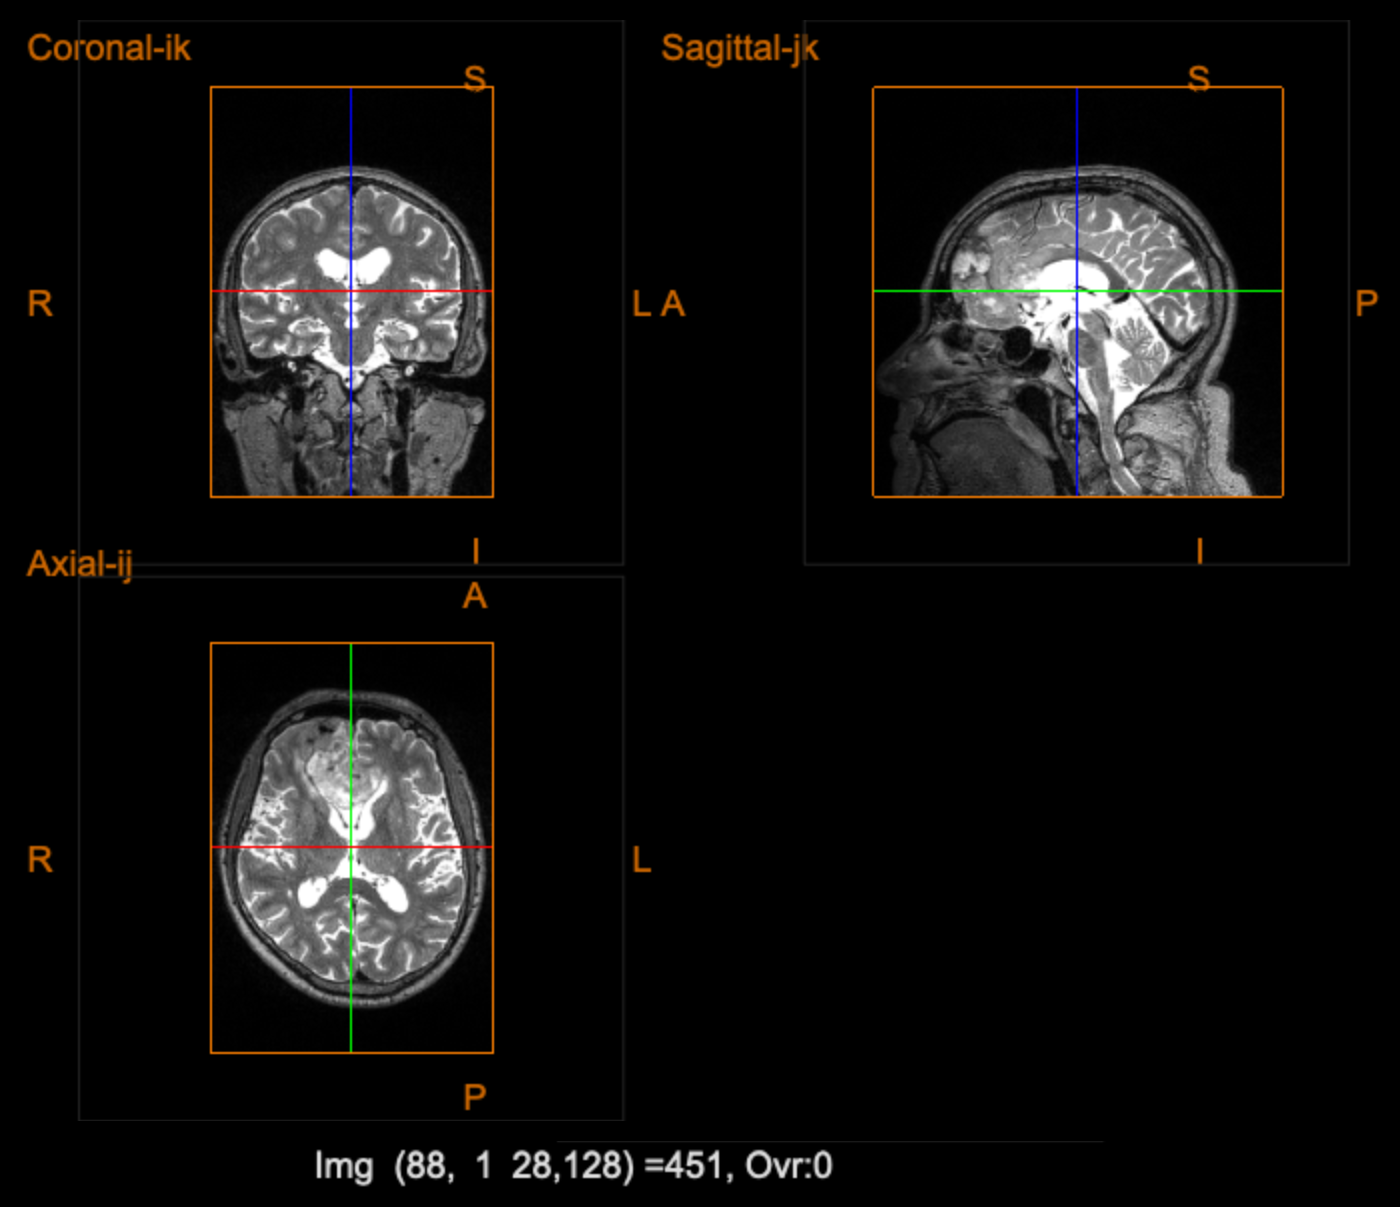 Coronal-ik
Sagittal-jk
S
S
R
L
A
P
I
I
Axial-ij
A
R
L
P
Img (88, 1 28,128) =451, Ovr:0